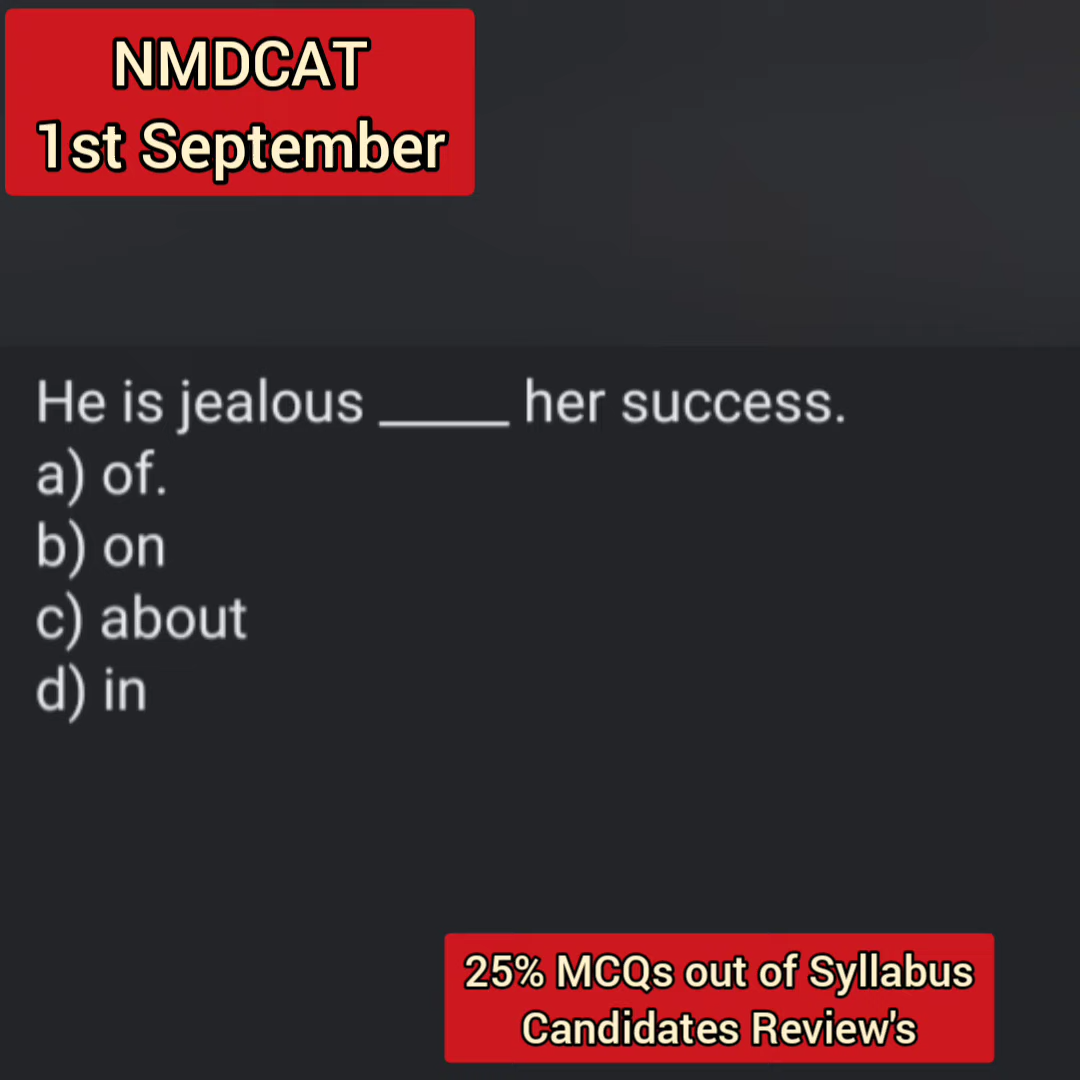 NMDCAT
1st September
He is jealous _____ her success.
a) of.
b) on
c) about
d) in
25% MCQs out of Syllabus
Candidates Review's